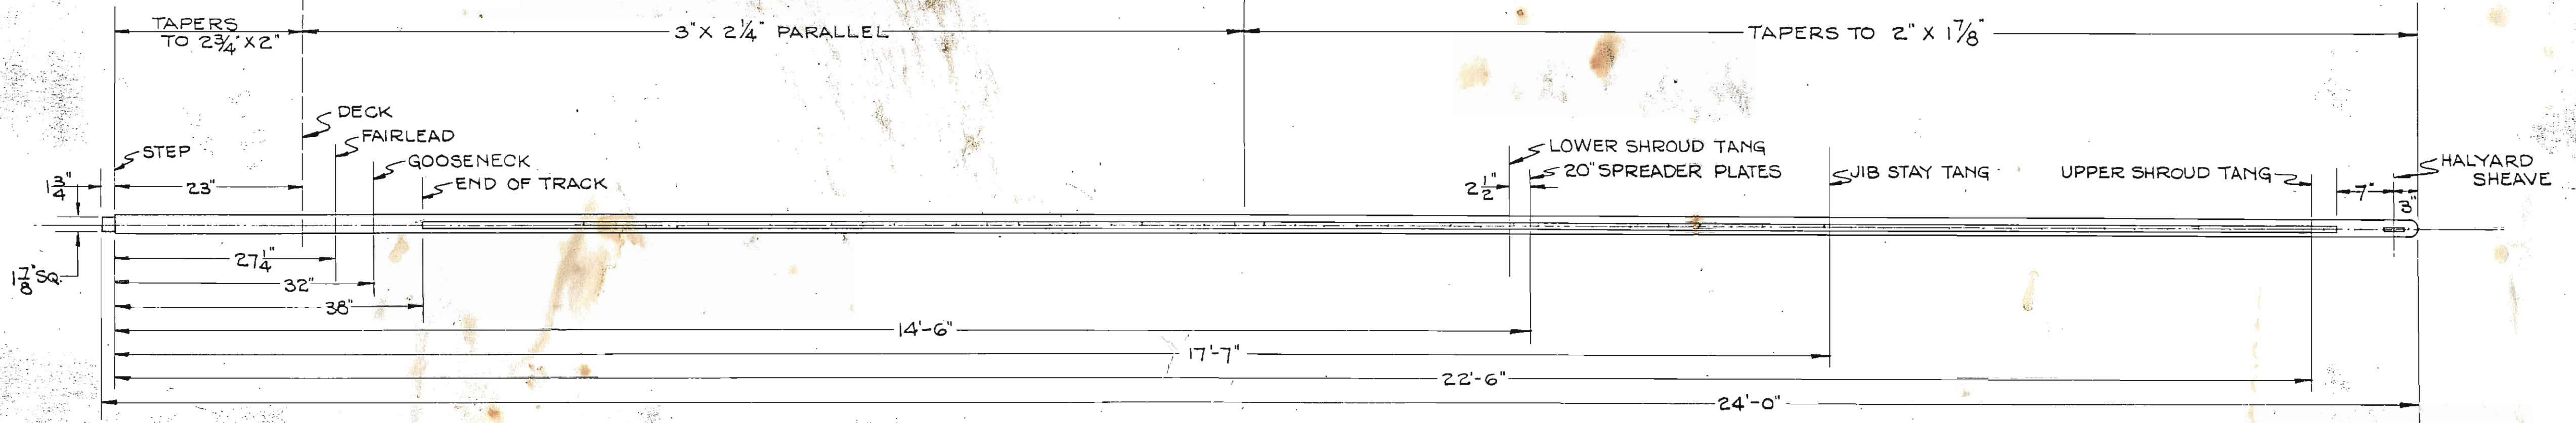 TAPERS
TO 2¾" X 2"
3" X 2¼" PARALLEL
TAPERS TO 2" X 1⅞"
DECK
FAIRLEAD
STEP
GOOSENECK
END OF TRACK
LOWER SHROUD TANG
20" SPREADER PLATES
JIB STAY TANG
UPPER SHROUD TANG
HALYARD
SHEAVE
1¾"
23"
2½"
7"
3"
1⅞" SQ.
27¼"
32"
38"
14'-6"
17'-7"
22'-6"
24'-0"